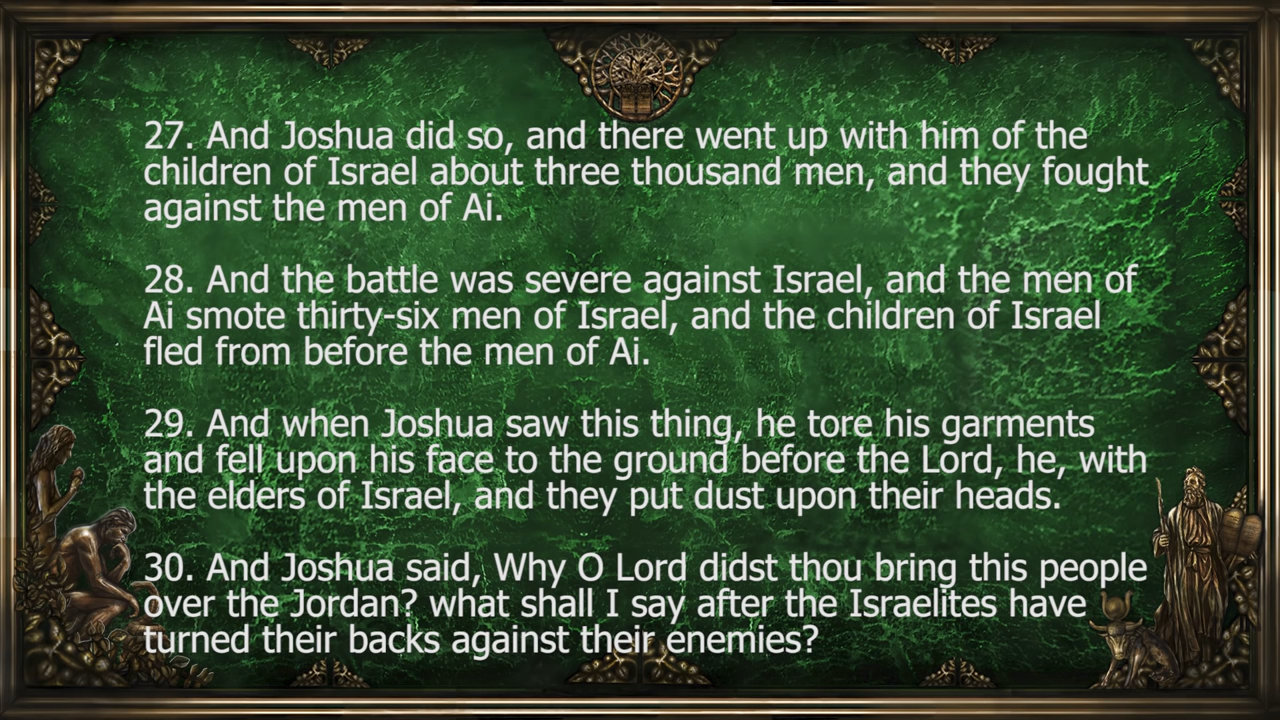 27. And Joshua did so, and there went up with him of the
children of Israel about three thousand men, and they fought
against the men of Ai.
28. And the battle was severe against Israel, and the men of
Ai smote thirty-six men of Israel, and the children of Israel
fled from before the men of Ai.
29. And when Joshua saw this thing, he tore his garments
and fell upon his face to the ground before the Lord, he, with
the elders of Israel, and they put dust upon their heads.
30. And Joshua said, Why O Lord didst thou bring this people
over the Jordan? what shall I say after the Israelites have
turned their backs against their enemies?